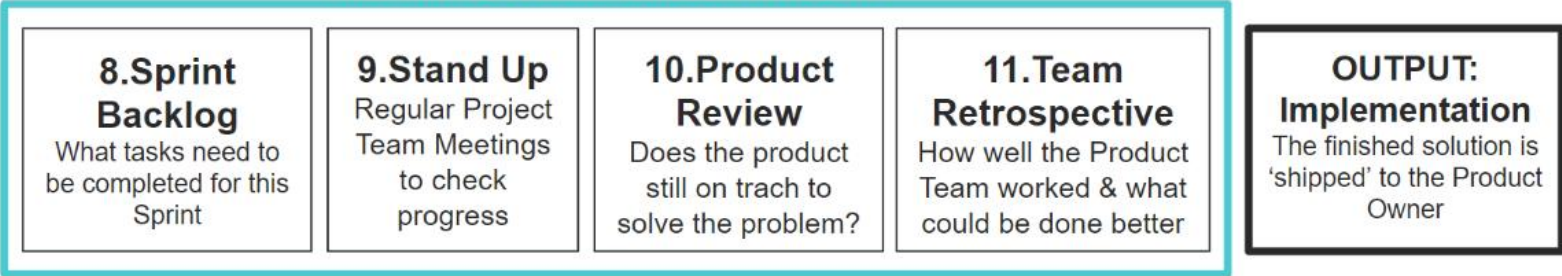 8.Sprint
Backlog
What tasks need to
be completed for this
Sprint
9.Stand Up
Regular Project
Team Meetings
to check
progress
10.Product
Review
Does the product
still on trach to
solve the problem?
11.Team
Retrospective
How well the Product
Team worked & what
could be done better
OUTPUT:
Implementation
The finished solution is
‘shipped’ to the Product
Owner